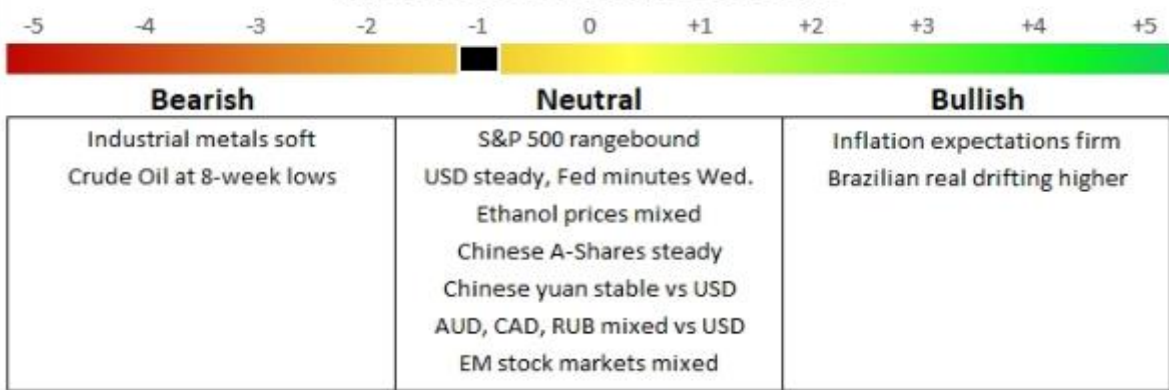 -5 -4 -3 -2 -1 0 +1 +2 +3 +4 +5
Bearish Neutral Bullish
Industrial metals soft S&P 500 rangebound Inflation expectations firm
Crude Oil at 8-week lows USD steady, Fed minutes Wed. Brazilian real drifting higher
Ethanol prices mixed
Chinese A-Shares steady
Chinese yuan stable vs USD
AUD, CAD, RUB mixed vs USD
EM stock markets mixed